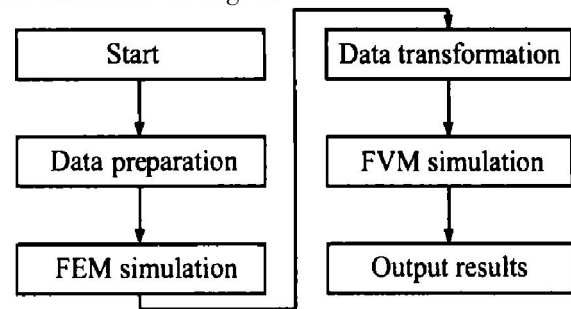 Start
Data preparation
FEM simulation
Data transformation
FVM simulation
Output results